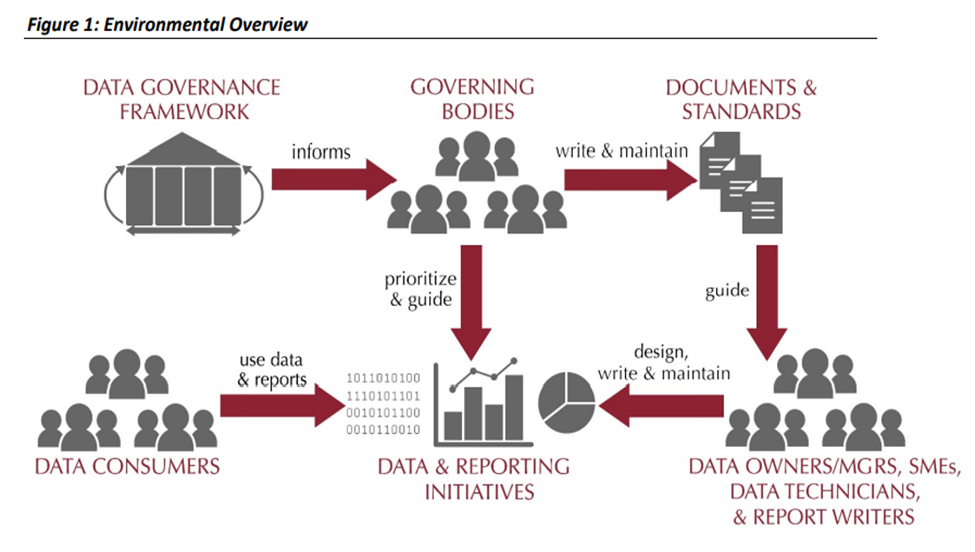 Figure 1: Environmental Overview
DATA GOVERNANCE
FRAMEWORK
informs
GOVERNING
BODIES
write & maintain
DOCUMENTS &
STANDARDS
prioritize
& guide
guide
DATA CONSUMERS
use data
& reports
1011010100
1110101101
0010101100
0010110010
DATA & REPORTING
INITIATIVES
design,
write & maintain
DATA OWNERS/MGRS, SMEs,
DATA TECHNICIANS,
& REPORT WRITERS